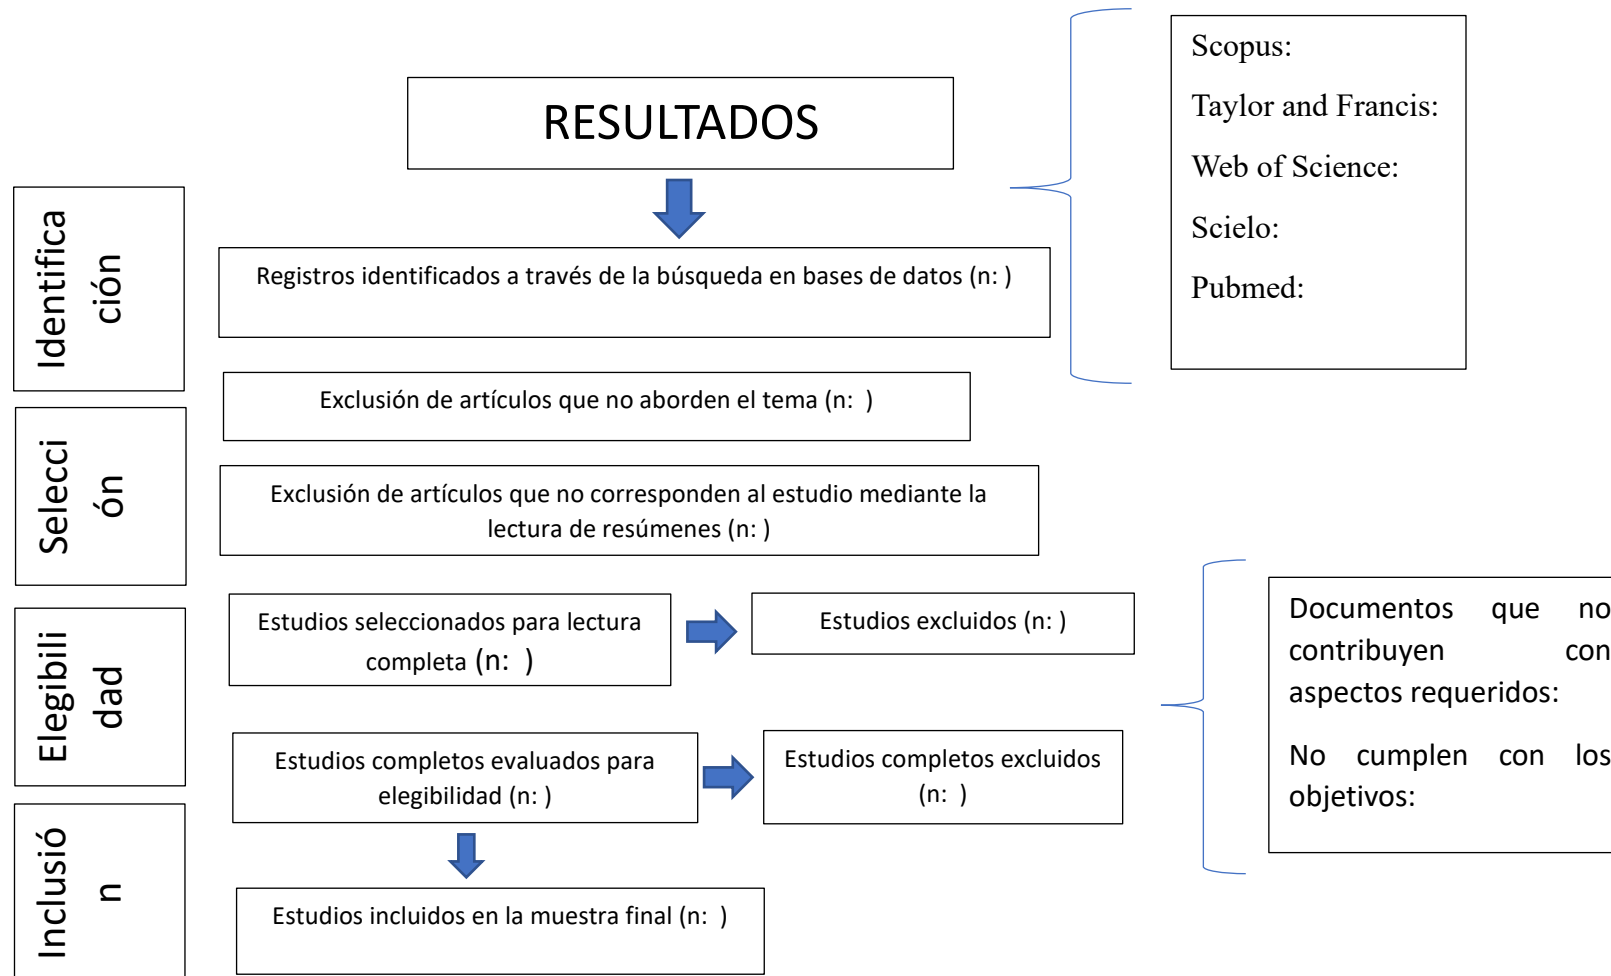 RESULTADOS
Scopus:
Taylor and Francis:
Web of Science:
Scielo:
Pubmed:
Identifica
ción
Registros identificados a través de la búsqueda en bases de datos (n: )
Exclusión de artículos que no aborden el tema (n:  )
Selecci
ón
Exclusión de artículos que no corresponden al estudio mediante la
lectura de resúmenes (n: )
Elegibili
dad
Estudios seleccionados para lectura
completa (n:  )
Estudios excluidos (n: )
Estudios completos evaluados para
elegibilidad (n: )
Estudios completos excluidos
(n:  )
Documentos que no
contribuyen con
aspectos requeridos:
No cumplen con los
objetivos:
Inclusió
n
Estudios incluidos en la muestra final (n:  )